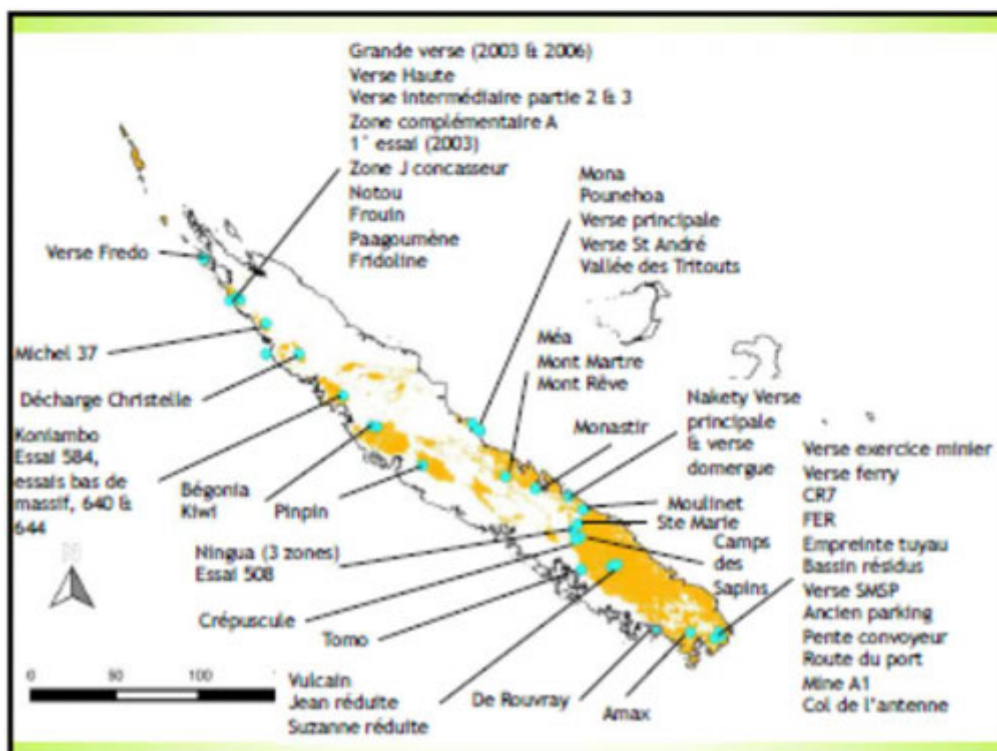 Grande verse (2003 & 2006)
Verse Haute
Verse intermédiaire partie 2 & 3
Zone complémentaire A
1° essai (2003)
Zone J concasseur
Notou
Frouin
Paagoumène
Fridoline
Mona
Pounehoa
Verse principale
Verse St André
Vallée des Tritouts
Verse Fredo
Michel 37
Décharge Christelle
Koniambo
Essai 584,
essais bas de
massif, 640 &
644
Bégonia
Kiwi
Pinpin
Méa
Mont Martre
Mont Rêve
Monastir
Nakety Verse
principale
& verse
domergue
Moulinet
Ste Marie
Camps
des
Sapins
Ningua (3 zones)
Essai 508
Crépuscule
Tomo
Vulcain
Jean réduite
Suzanne réduite
De Rouvray
Amax
Verse exercice minier
Verse ferry
CR7
FER
Empreinte tuyau
Bassin résidus
Verse SMSP
Ancien parking
Pente convoyeur
Route du port
Mine A1
Col de l'antenne
N
0 50 100